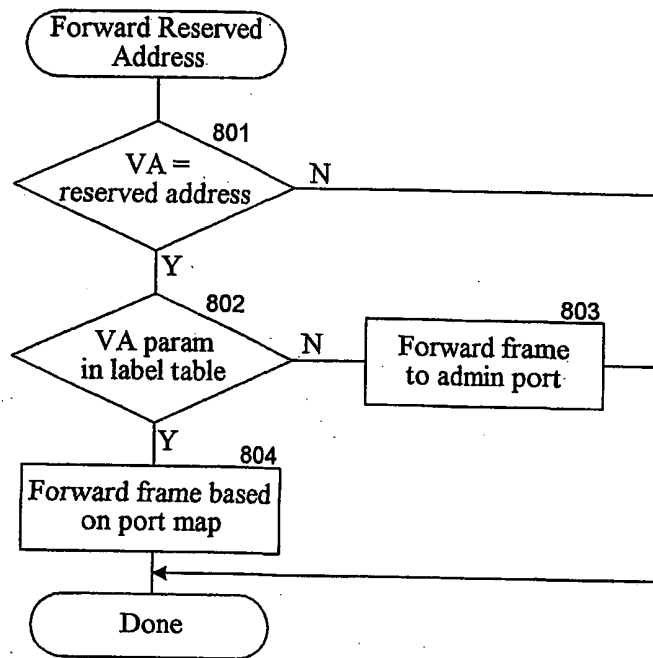 Forward Reserved
Address
801
VA =
reserved address
N
Y
802
VA param
in label table
N
803
Forward frame
to admin port
Y
804
Forward frame based
on port map
Done